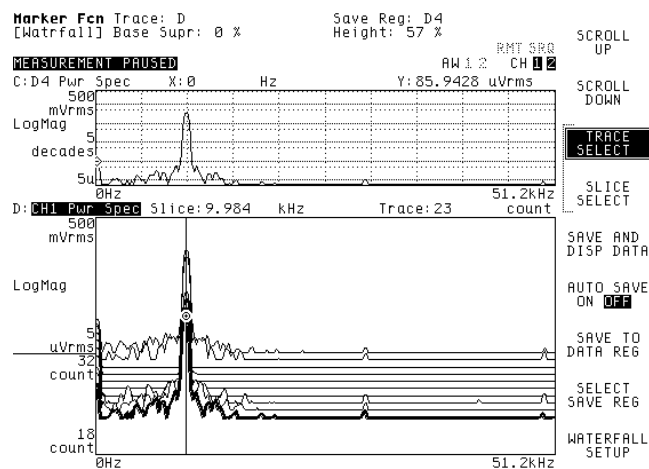 Marker Fcn Trace: D Save Reg: D4
[Watrfall] Base Supr: 0 % Height: 57 %
RMT SRQ
MEASUREMENT PAUSED AW 1 2 CH 1 2
C:D4 Pwr Spec X:0 Hz Y:85.9428 uVrms
500
mVrms
LogMag
5
decades
5u
0Hz 51.2kHz
D:CH1 Pwr Spec Slice:9.984 kHz Trace:23 count
500
mVrms
LogMag
5
uVrms
32
count
18
count
0Hz 51.2kHz
SCROLL
UP
SCROLL
DOWN
TRACE
SELECT
SLICE
SELECT
SAVE AND
DISP DATA
AUTO SAVE
ON OFF
SAVE TO
DATA REG
SELECT
SAVE REG
WATERFALL
SETUP